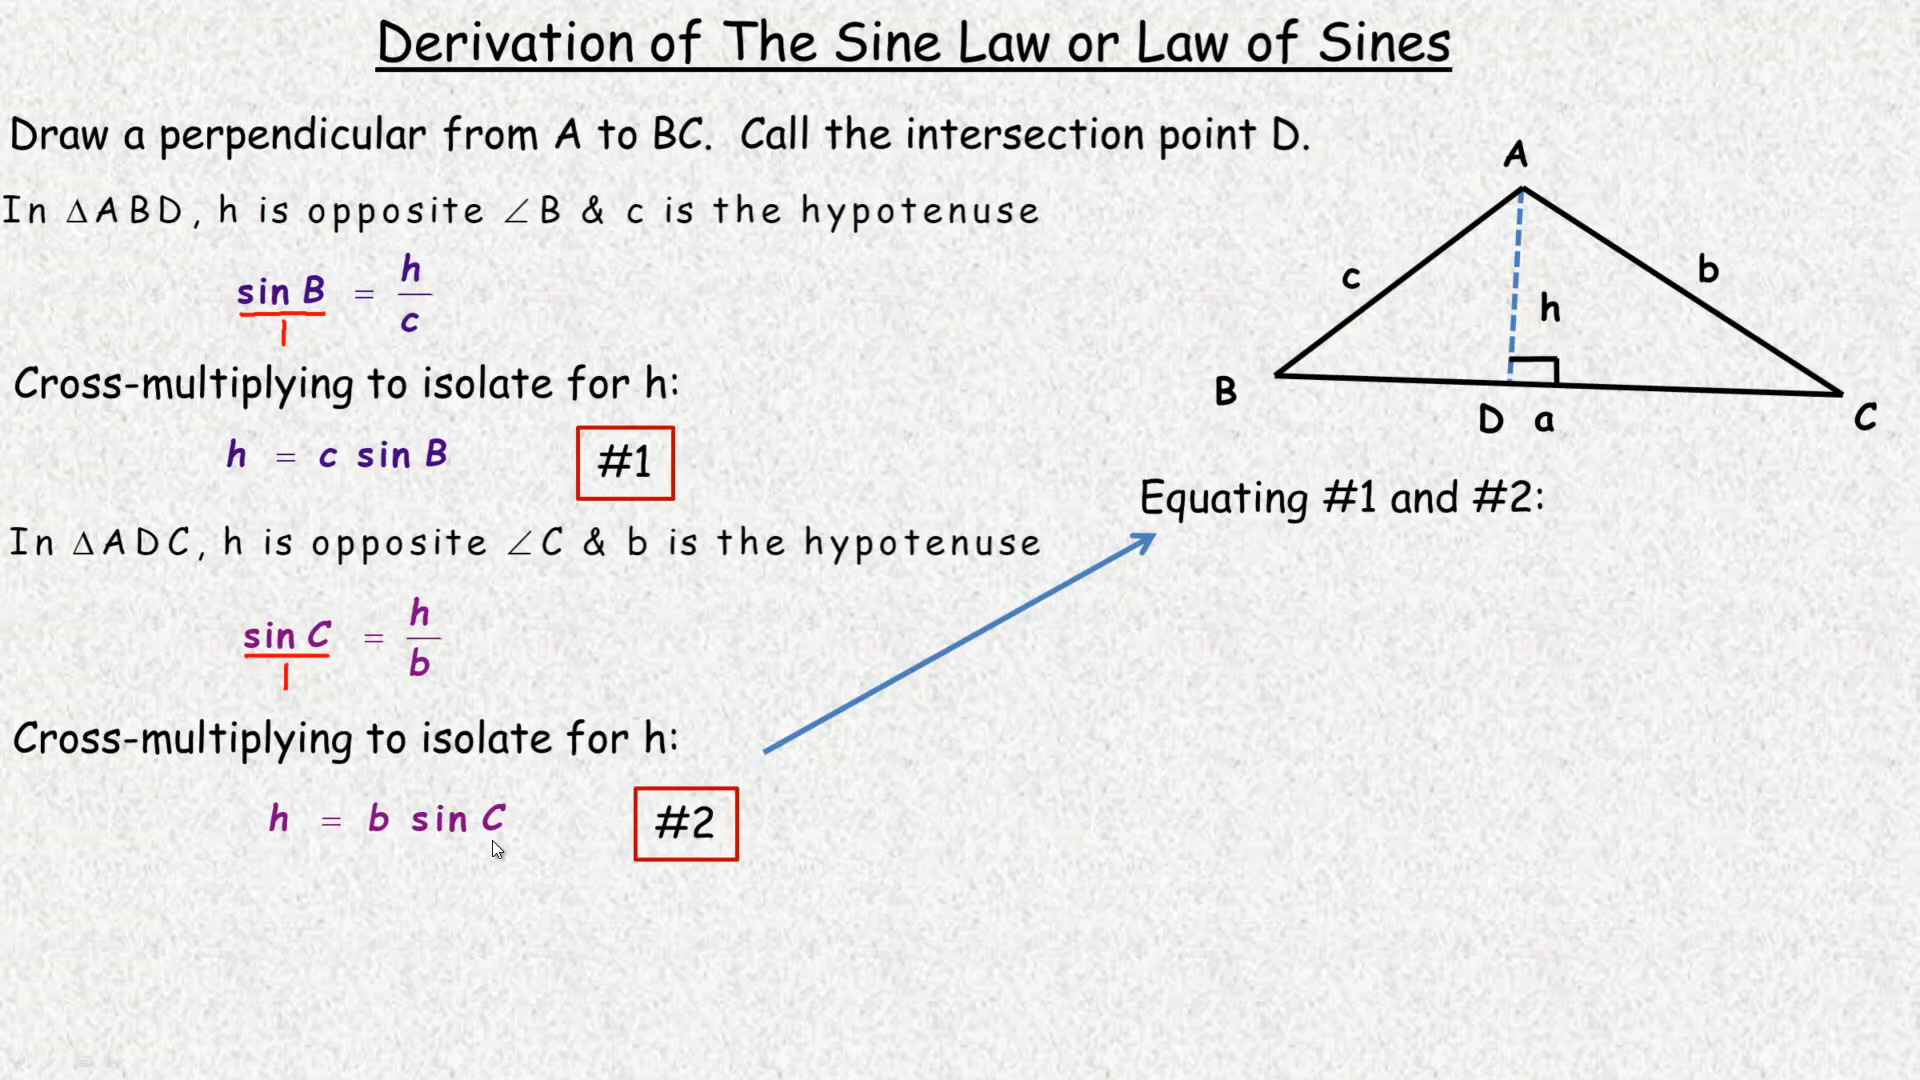 Derivation of The Sine Law or Law of Sines
Draw a perpendicular from A to BC. Call the intersection point D.
In ΔABD, h is opposite ∠B & c is the hypotenuse
sin B / 1 = h / c
Cross-multiplying to isolate for h:
h = c sin B
#1
In ΔADC, h is opposite ∠C & b is the hypotenuse
sin C / 1 = h / b
Cross-multiplying to isolate for h:
h = b sin C
#2
A
c
b
h
B
D
a
C
Equating #1 and #2: